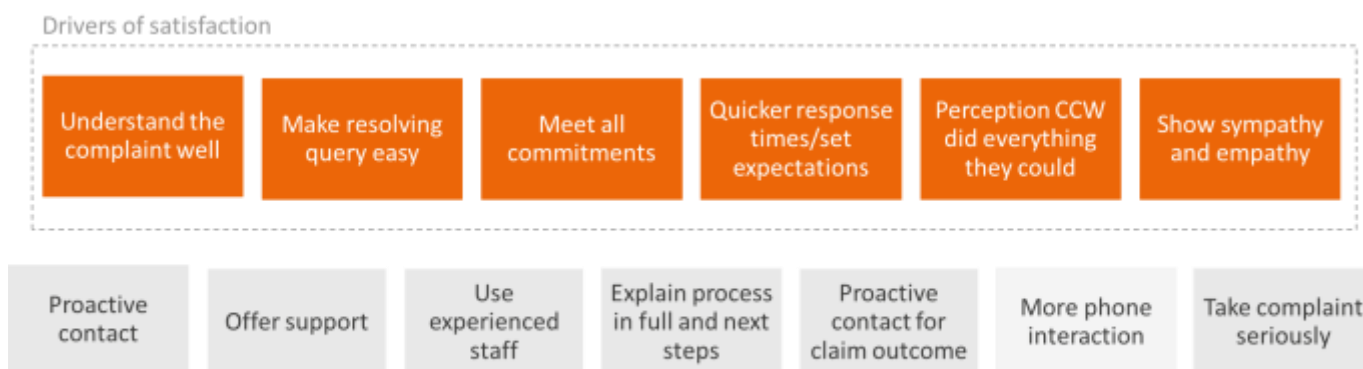 Drivers of satisfaction
Understand the
complaint well
Make resolving
query easy
Meet all
commitments
Quicker response
times/set
expectations
Perception CCW
did everything
they could
Show sympathy
and empathy
Proactive
contact
Offer support
Use
experienced
staff
Explain process
in full and next
steps
Proactive
contact for
claim outcome
More phone
interaction
Take complaint
seriously